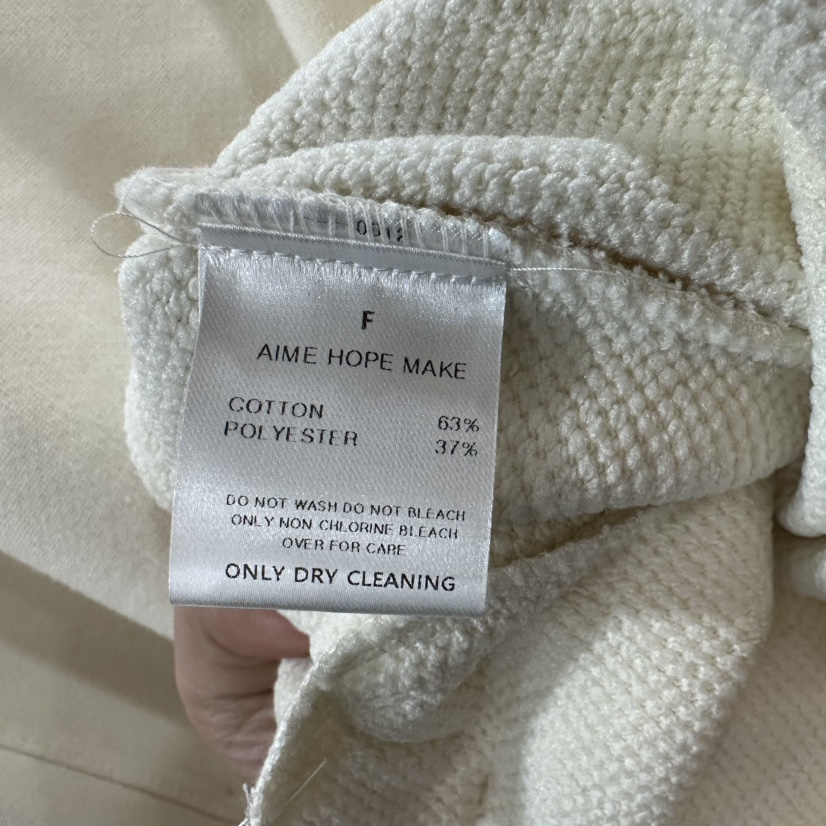 F
AIME HOPE MAKE
COTTON 63%
POLYESTER 37%
DO NOT WASH DO NOT BLEACH
ONLY NON CHLORINE BLEACH
OVER FOR CARE
ONLY DRY CLEANING